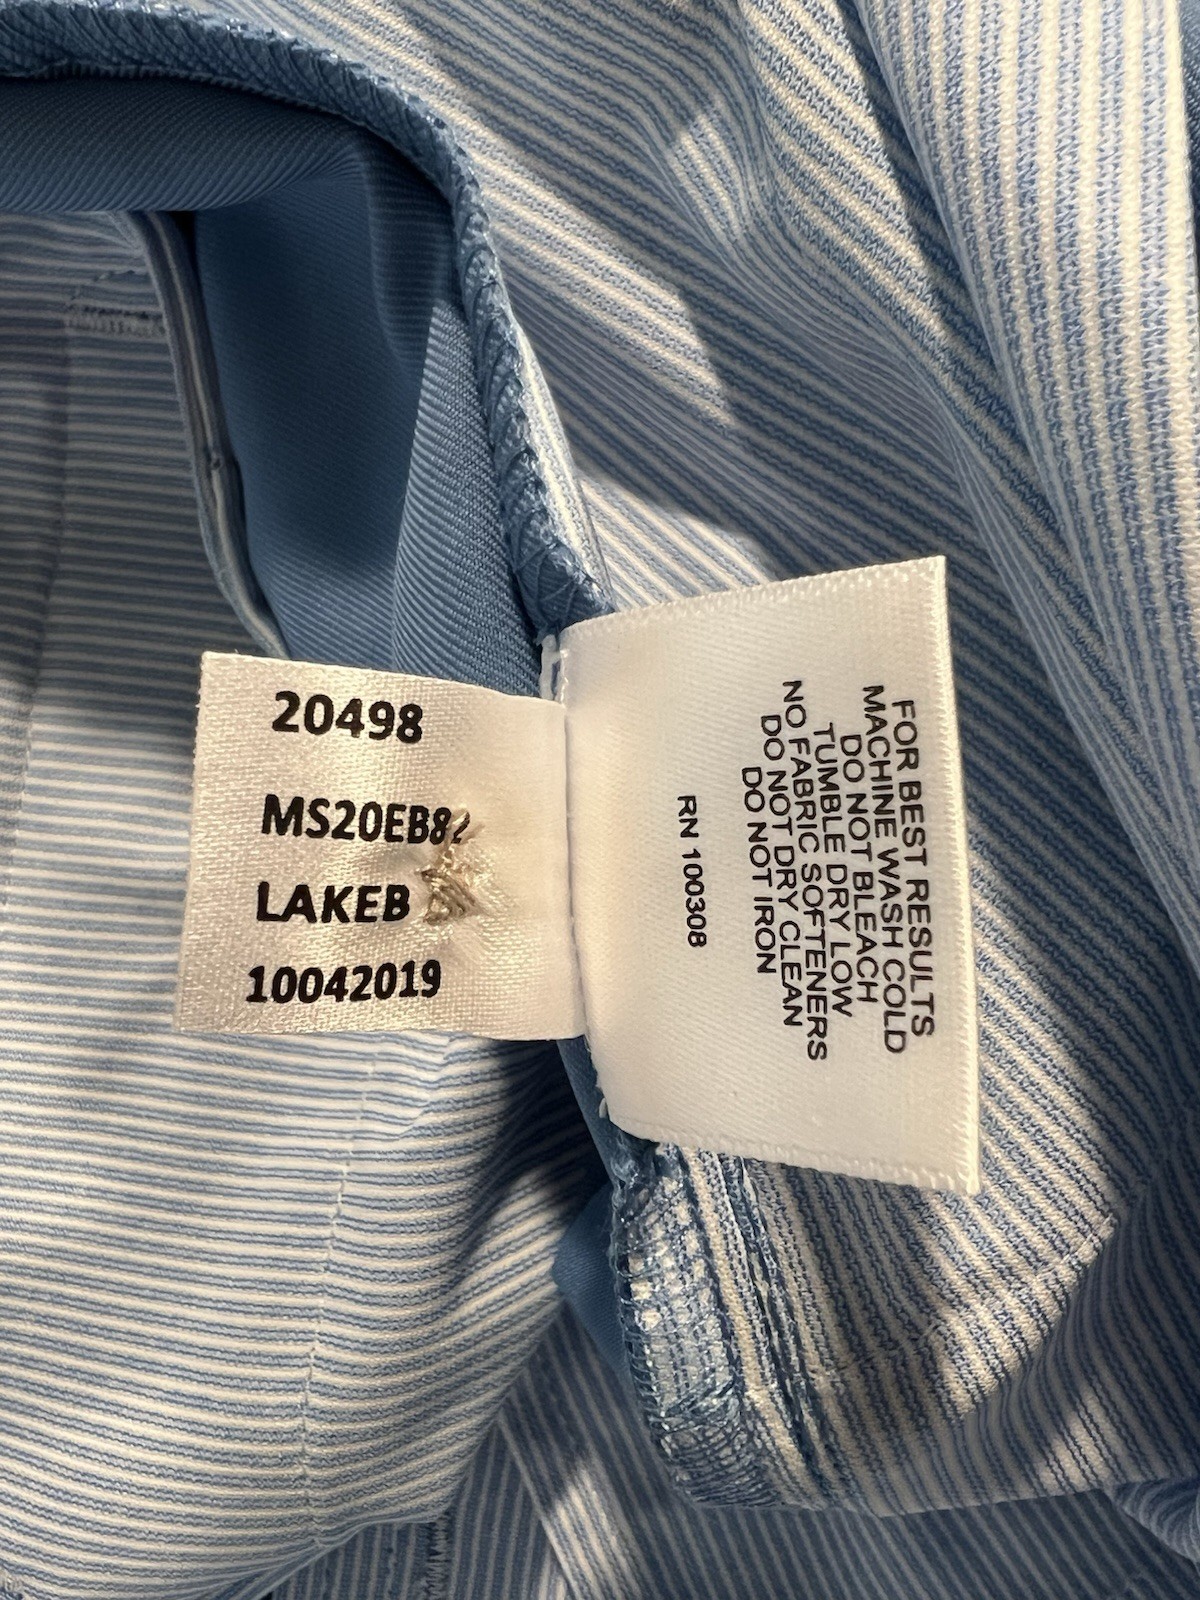 20498
MS20EB82
LAKEB
10042019
FOR BEST RESULTS
MACHINE WASH COLD
DO NOT BLEACH
TUMBLE DRY LOW
NO FABRIC SOFTENERS
DO NOT DRY CLEAN
DO NOT IRON
RN 100308